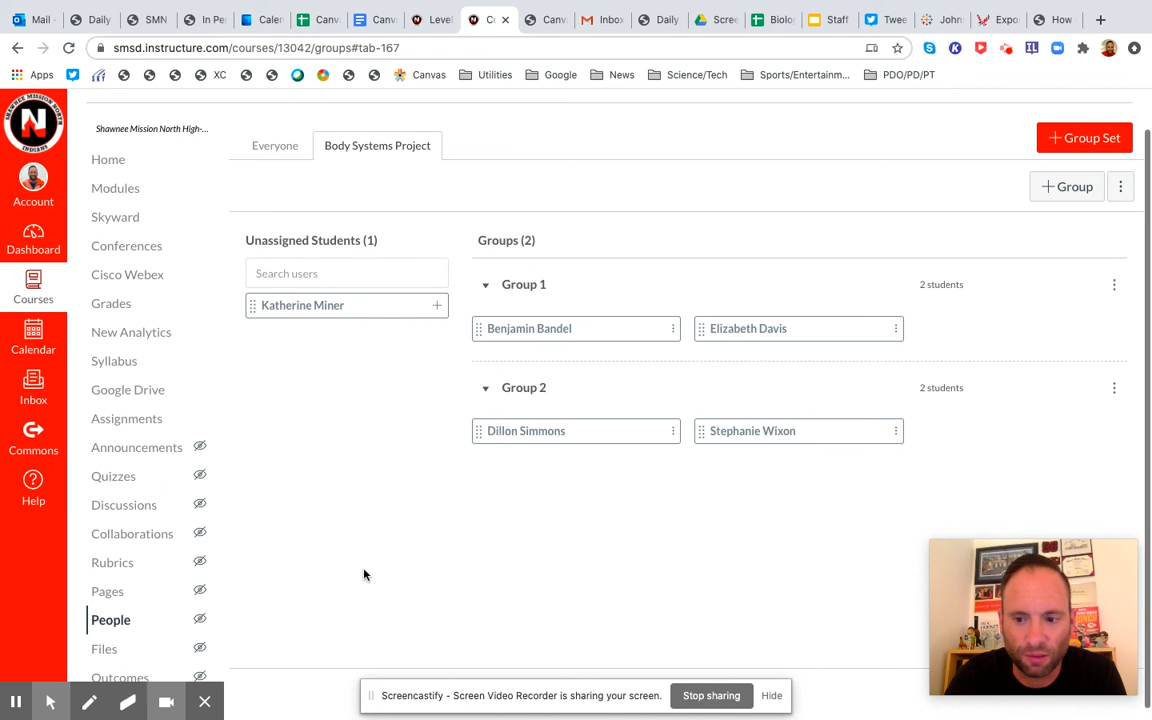 Mail -
Daily
SMN
In Per
Calen
Canva
Canv
Level
Co
Canv
Inbox
Daily
Scree
Biolo
Staff
Twee
John
Expo
How
smsd.instructure.com/courses/13042/groups#tab-167
Apps
XC
Canvas
Utilities
Google
News
Science/Tech
Sports/Entertainm...
PDO/PD/PT
SHAWNEE MISSION NORTH
INDIANS
Account
Dashboard
Courses
Calendar
Inbox
Commons
Help
Shawnee Mission North High-...
Home
Modules
Skyward
Conferences
Cisco Webex
Grades
New Analytics
Syllabus
Google Drive
Assignments
Announcements
Quizzes
Discussions
Collaborations
Rubrics
Pages
People
Files
Outcomes
Everyone
Body Systems Project
+ Group Set
+ Group
Unassigned Students (1)
Search users
Katherine Miner
Groups (2)
Group 1
2 students
Benjamin Bandel
Elizabeth Davis
Group 2
2 students
Dillon Simmons
Stephanie Wixon
Screencastify - Screen Video Recorder is sharing your screen.
Stop sharing
Hide